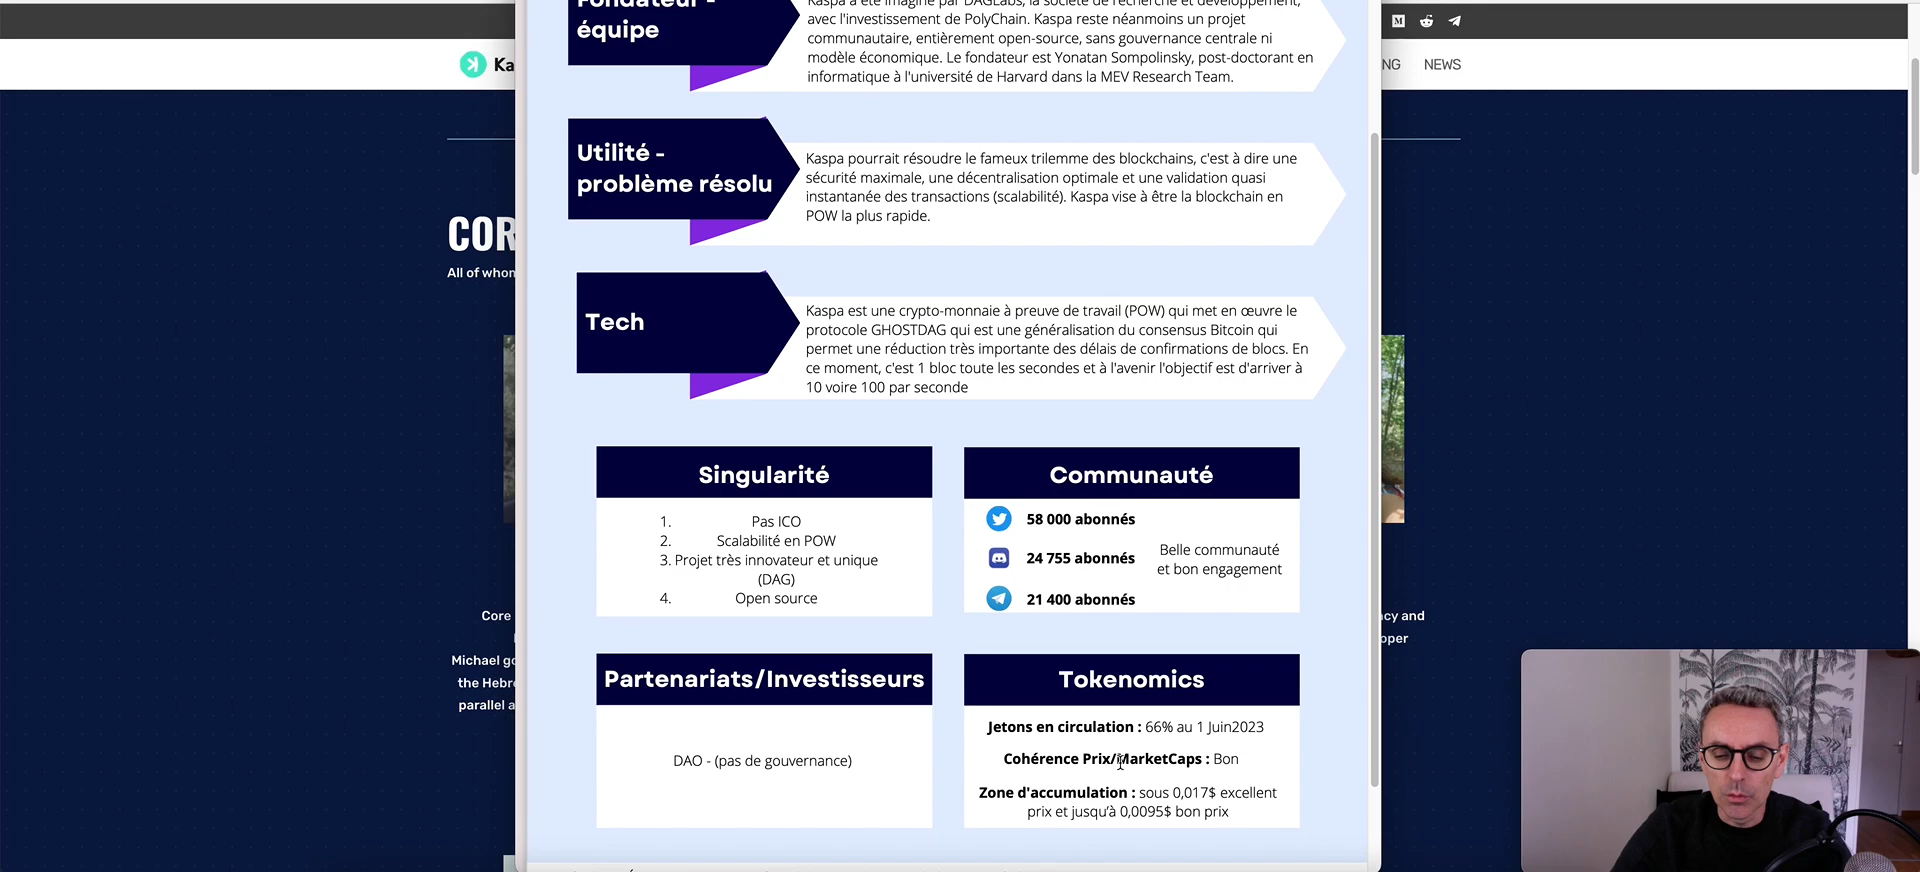 Ka
NG
NEWS
Fondateur -
équipe
Kaspa a été imaginé par DAGLabs, la société de recherche et développement,
avec l'investissement de PolyChain. Kaspa reste néanmoins un projet
communautaire, entièrement open-source, sans gouvernance centrale ni
modèle économique. Le fondateur est Yonatan Sompolinsky, post-doctorant en
informatique à l'université de Harvard dans la MEV Research Team.
Utilité -
problème résolu
Kaspa pourrait résoudre le fameux trilemme des blockchains, c'est à dire une
sécurité maximale, une décentralisation optimale et une validation quasi
instantanée des transactions (scalabilité). Kaspa vise à être la blockchain en
POW la plus rapide.
COR
All of whom
Tech
Kaspa est une crypto-monnaie à preuve de travail (POW) qui met en œuvre le
protocole GHOSTDAG qui est une généralisation du consensus Bitcoin qui
permet une réduction très importante des délais de confirmations de blocs. En
ce moment, c'est 1 bloc toute les secondes et à l'avenir l'objectif est d'arriver à
10 voire 100 par seconde
Singularité
1. Pas ICO
2. Scalabilité en POW
3. Projet très innovateur et unique
(DAG)
4. Open source
Communauté
58 000 abonnés
24 755 abonnés
21 400 abonnés
Belle communauté
et bon engagement
Core
Michael go
the Hebre
parallel a
cy and
oper
Partenariats/Investisseurs
DAO - (pas de gouvernance)
Tokenomics
Jetons en circulation : 66% au 1 Juin2023
Cohérence Prix/MarketCaps : Bon
Zone d'accumulation : sous 0,017$ excellent
prix et jusqu'à 0,0095$ bon prix